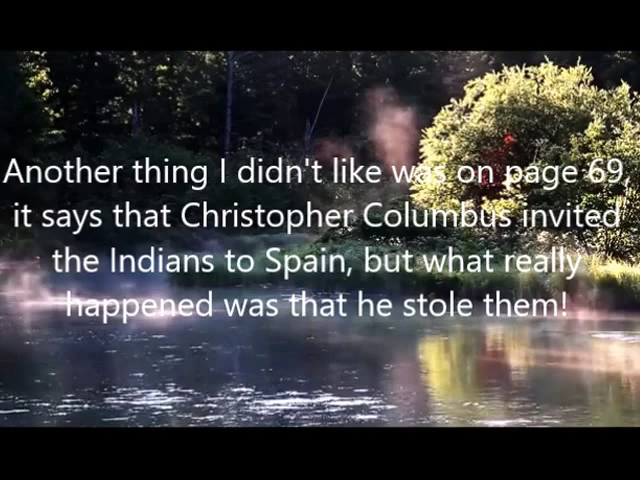 Another thing I didn't like was on page 69,
it says that Christopher Columbus invited
the Indians to Spain, but what really
happened was that he stole them!